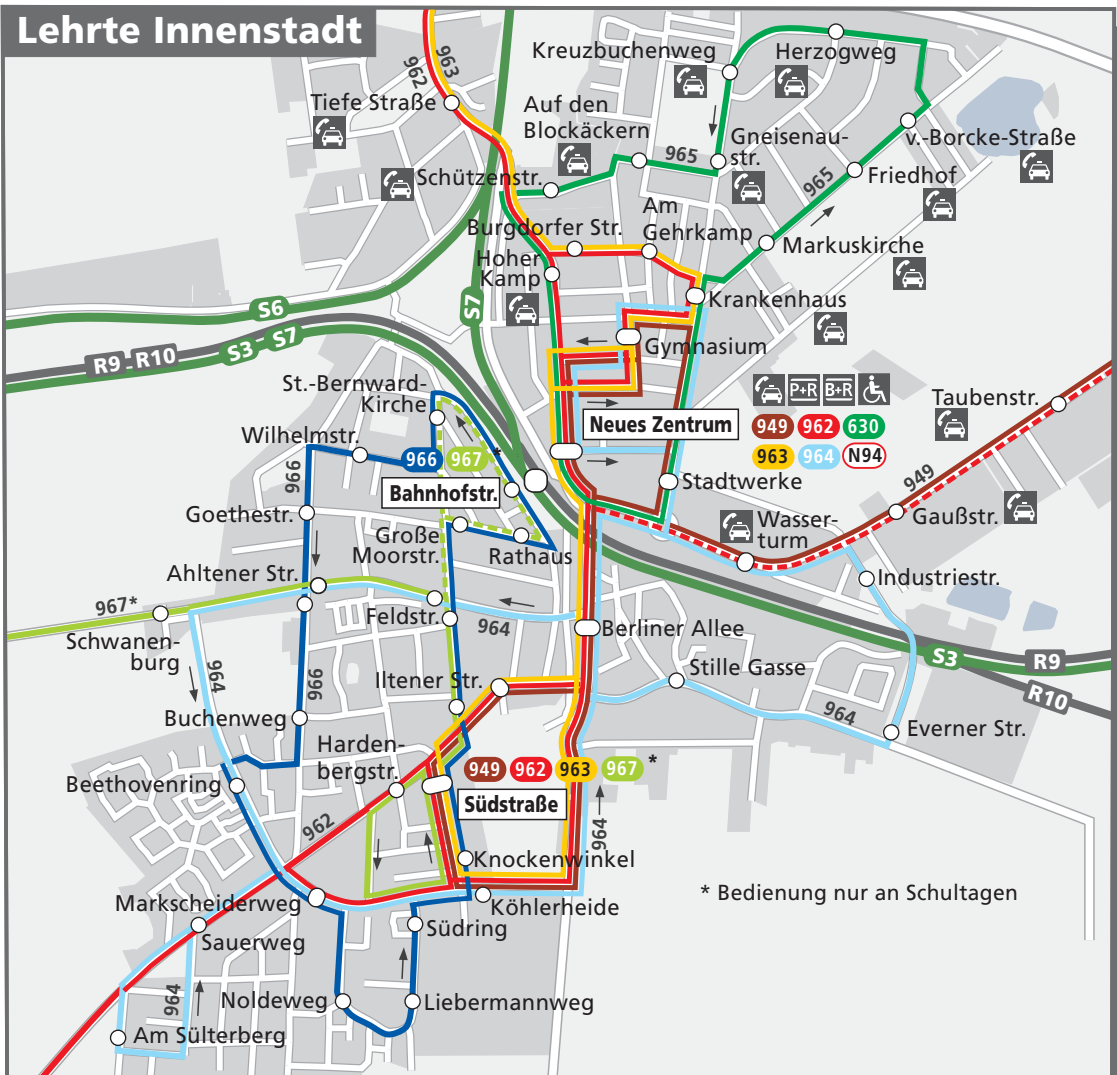 Lehrte Innenstadt
962
963
Tiefe Straße
Kreuzbuchenweg
Herzogweg
Auf den
Blockäckern
965
Gneisenau-
str.
v.-Borcke-Straße
Schützenstr.
965
Friedhof
Burgdorfer Str.
Am
Gehrkamp
Markuskirche
Hoher
Kamp
Krankenhaus
S6
S7
R9 - R10
S3
S7
Gymnasium
St.-Bernward-
Kirche
P+R
B+R
Taubenstr.
Neues Zentrum
949 962 630
963 964 N94
Wilhelmstr.
966
966 967 *
Bahnhofstr.
Stadtwerke
949
Goethestr.
Große
Moorstr.
Rathaus
Wasser-
turm
Gaußstr.
Ahltener Str.
967*
Feldstr.
964
Industriestr.
Schwanen-
burg
Berliner Allee
S3
R9
R10
964
966
Iltener Str.
Stille Gasse
964
Buchenweg
Everner Str.
Harden-
bergstr.
949 962 963 967 *
Südstraße
Beethovenring
962
964
Knockenwinkel
* Bedienung nur an Schultagen
Markscheiderweg
Köhlerheide
Sauerweg
Südring
964
Noldeweg
Liebermannweg
Am Sülterberg